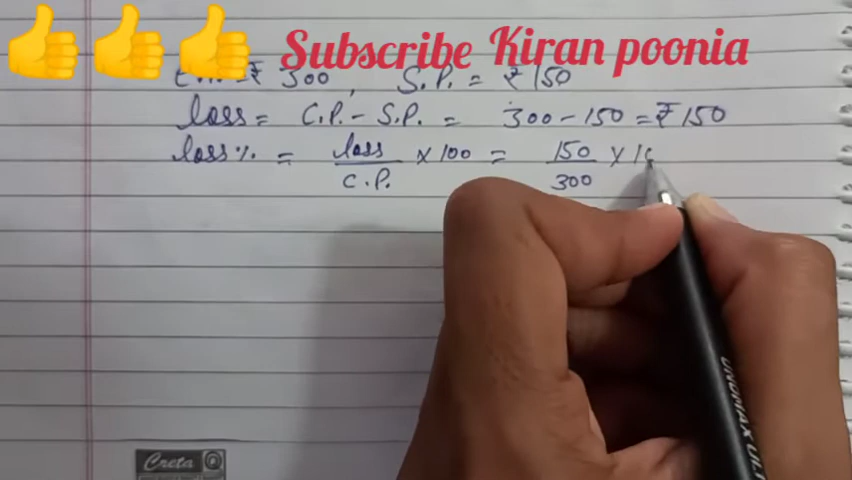 Subscribe Kiran poonia
₹ 300, S.P. = ₹ 150
loss = C.P. - S.P. = 300 - 150 = ₹ 150
loss % = loss/C.P. × 100 = 150/300 × 1
Creta